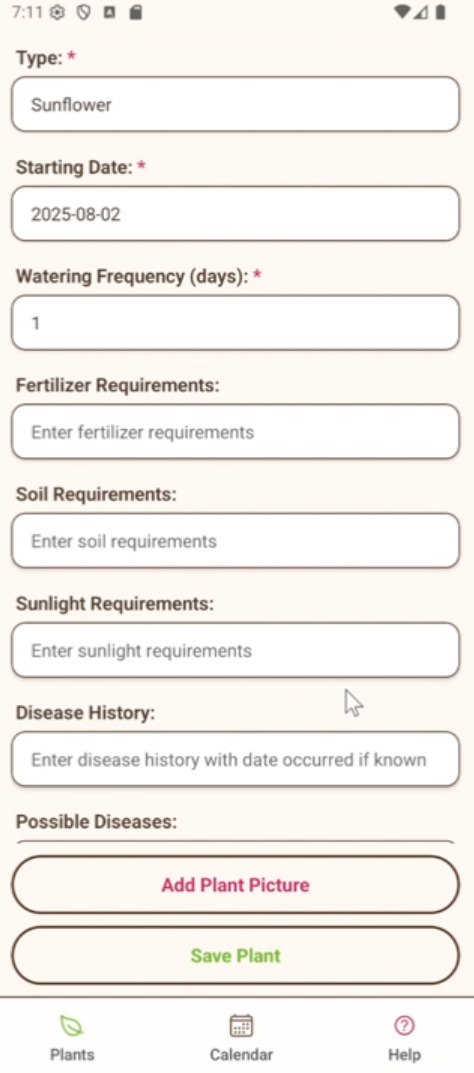 7:11
Type: *
Sunflower
Starting Date: *
2025-08-02
Watering Frequency (days): *
1
Fertilizer Requirements:
Enter fertilizer requirements
Soil Requirements:
Enter soil requirements
Sunlight Requirements:
Enter sunlight requirements
Disease History:
Enter disease history with date occurred if known
Possible Diseases:
Add Plant Picture
Save Plant
Plants
Calendar
Help